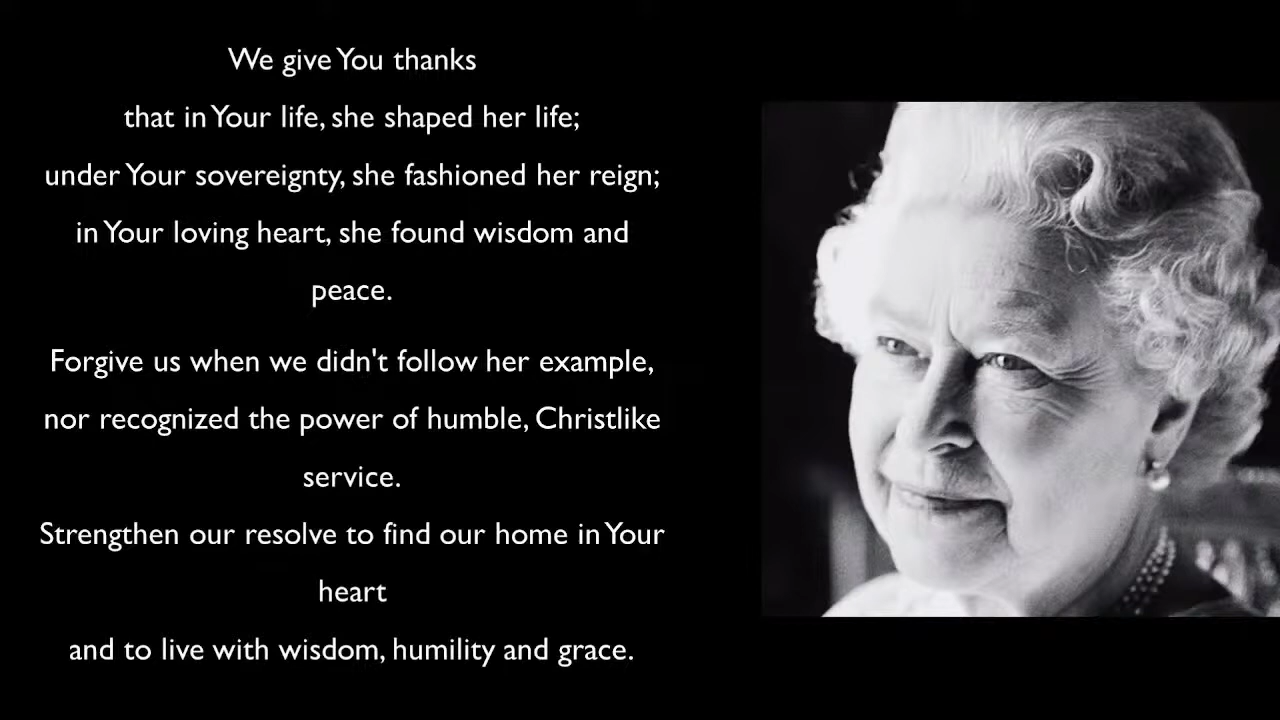 We give You thanks
that in Your life, she shaped her life;
under Your sovereignty, she fashioned her reign;
in Your loving heart, she found wisdom and
peace.
Forgive us when we didn't follow her example,
nor recognized the power of humble, Christlike
service.
Strengthen our resolve to find our home in Your
heart
and to live with wisdom, humility and grace.